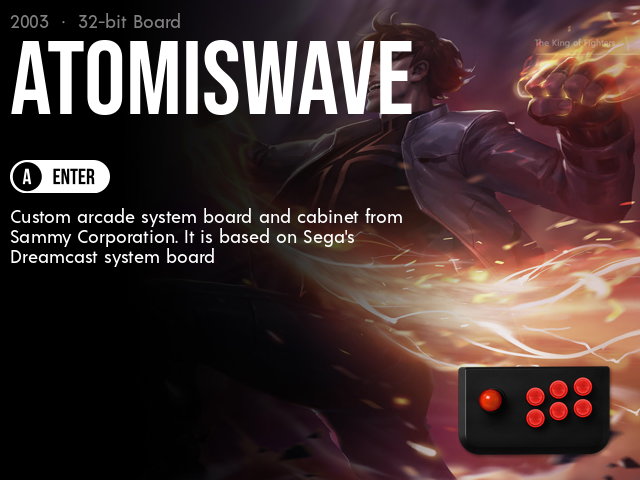 2003 · 32-bit Board
The King of Fighters
ATOMISWAVE
A ENTER
Custom arcade system board and cabinet from
Sammy Corporation. It is based on Sega's
Dreamcast system board